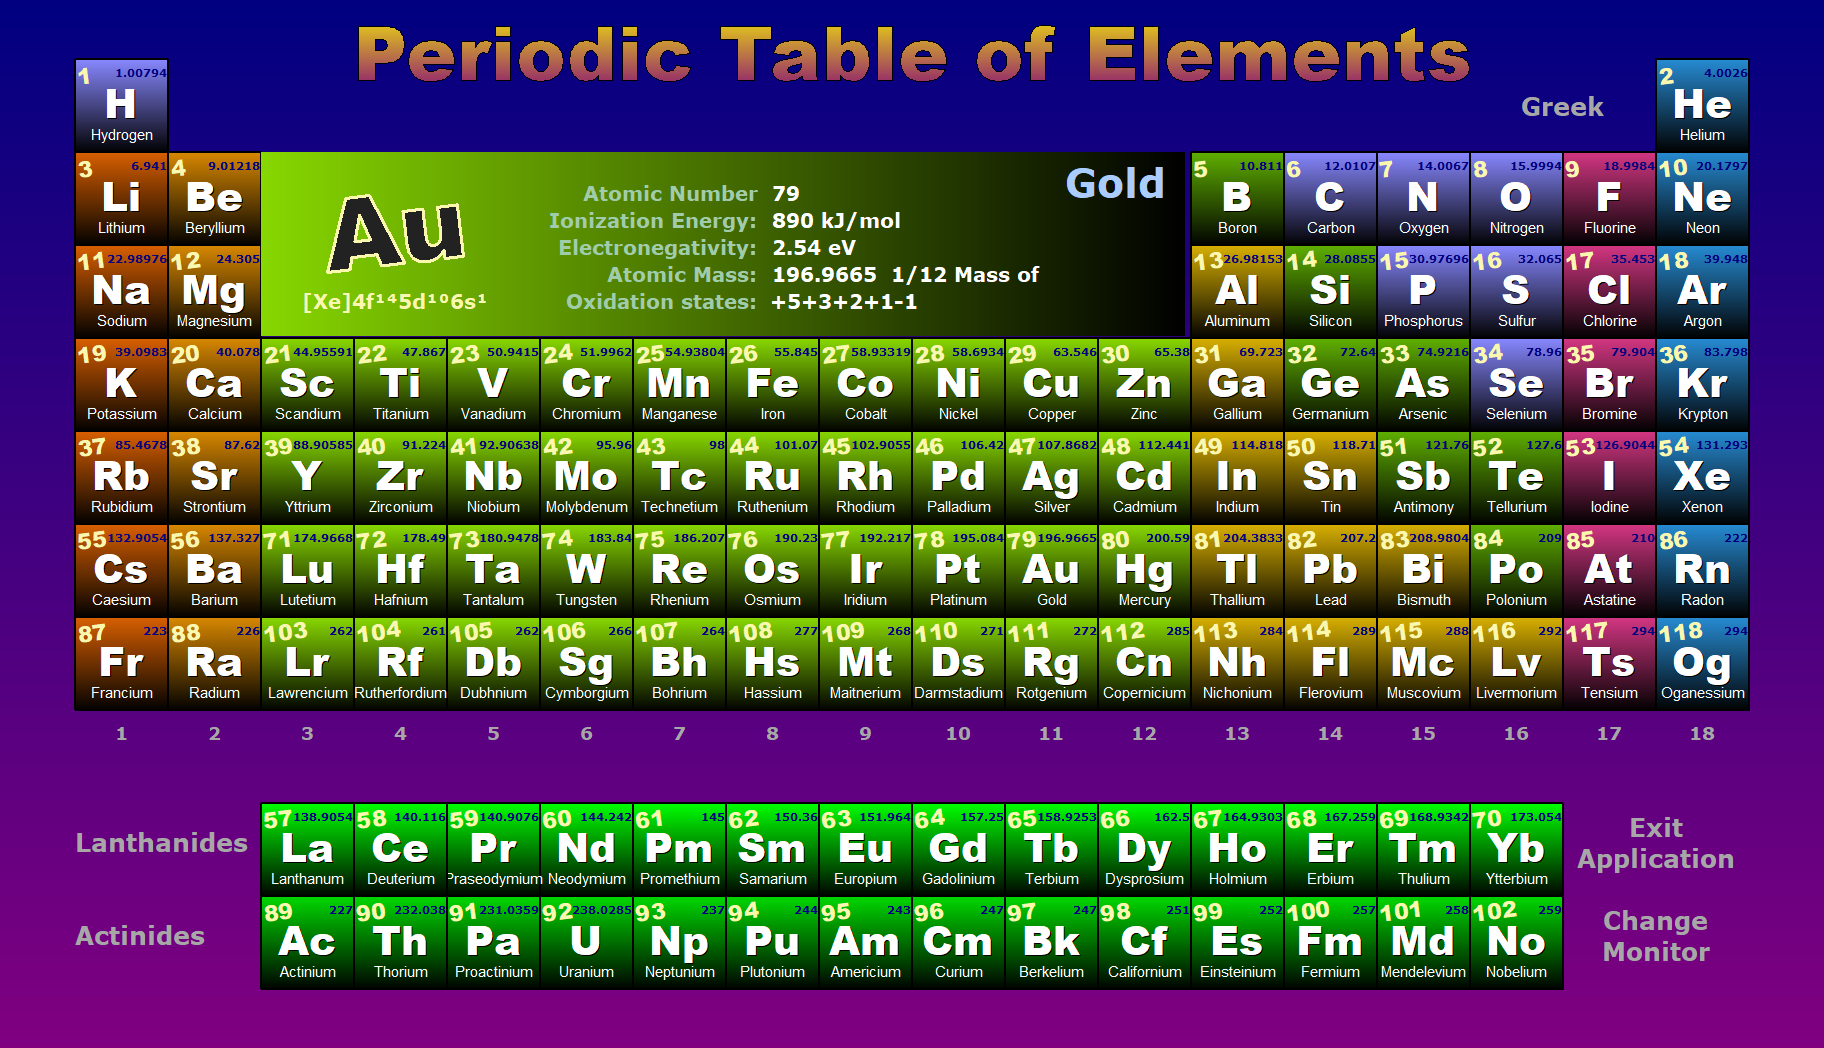 Periodic Table of Elements
1 1.00794 H Hydrogen
Greek
2 4.0026 He Helium
3 6.941 Li Lithium
4 9.01218 Be Beryllium
Au
[Xe]4f¹⁴5d¹⁰6s¹
Gold
Atomic Number 79
Ionization Energy: 890 kJ/mol
Electronegativity: 2.54 eV
Atomic Mass: 196.9665 1/12 Mass of
Oxidation states: +5+3+2+1-1
5 10.811 B Boron
6 12.0107 C Carbon
7 14.0067 N Oxygen
8 15.9994 O Nitrogen
9 18.9984 F Fluorine
10 20.1797 Ne Neon
11 22.98976 Na Sodium
12 24.305 Mg Magnesium
13 26.98153 Al Aluminum
14 28.0855 Si Silicon
15 30.97696 P Phosphorus
16 32.065 S Sulfur
17 35.453 Cl Chlorine
18 39.948 Ar Argon
19 39.0983 K Potassium
20 40.078 Ca Calcium
21 44.95591 Sc Scandium
22 47.867 Ti Titanium
23 50.9415 V Vanadium
24 51.9962 Cr Chromium
25 54.93804 Mn Manganese
26 55.845 Fe Iron
27 58.93319 Co Cobalt
28 58.6934 Ni Nickel
29 63.546 Cu Copper
30 65.38 Zn Zinc
31 69.723 Ga Gallium
32 72.64 Ge Germanium
33 74.9216 As Arsenic
34 78.96 Se Selenium
35 79.904 Br Bromine
36 83.798 Kr Krypton
37 85.4678 Rb Rubidium
38 87.62 Sr Strontium
39 88.90585 Y Yttrium
40 91.224 Zr Zirconium
41 92.90638 Nb Niobium
42 95.96 Mo Molybdenum
43 98 Tc Technetium
44 101.07 Ru Ruthenium
45 102.9055 Rh Rhodium
46 106.42 Pd Palladium
47 107.8682 Ag Silver
48 112.441 Cd Cadmium
49 114.818 In Indium
50 118.71 Sn Tin
51 121.76 Sb Antimony
52 127.6 Te Tellurium
53 126.9044 I Iodine
54 131.293 Xe Xenon
55 132.9054 Cs Caesium
56 137.327 Ba Barium
71 174.9668 Lu Lutetium
72 178.49 Hf Hafnium
73 180.9478 Ta Tantalum
74 183.84 W Tungsten
75 186.207 Re Rhenium
76 190.23 Os Osmium
77 192.217 Ir Iridium
78 195.084 Pt Platinum
79 196.9665 Au Gold
80 200.59 Hg Mercury
81 204.3833 Tl Thallium
82 207.2 Pb Lead
83 208.9804 Bi Bismuth
84 209 Po Polonium
85 210 At Astatine
86 222 Rn Radon
87 223 Fr Francium
88 226 Ra Radium
103 262 Lr Lawrencium
104 261 Rf Rutherfordium
105 262 Db Dubhnium
106 266 Sg Cymborgium
107 264 Bh Bohrium
108 277 Hs Hassium
109 268 Mt Maitnerium
110 271 Ds Darmstadium
111 272 Rg Rotgenium
112 285 Cn Copernicium
113 284 Nh Nichonium
114 289 Fl Flerovium
115 288 Mc Muscovium
116 292 Lv Livermorium
117 294 Ts Tensium
118 294 Og Oganessium
1 2 3 4 5 6 7 8 9 10 11 12 13 14 15 16 17 18
Lanthanides
57 138.9054 La Lanthanum
58 140.116 Ce Deuterium
59 140.9076 Pr Praseodymium
60 144.242 Nd Neodymium
61 145 Pm Promethium
62 150.36 Sm Samarium
63 151.964 Eu Europium
64 157.25 Gd Gadolinium
65 158.9253 Tb Terbium
66 162.5 Dy Dysprosium
67 164.9303 Ho Holmium
68 167.259 Er Erbium
69 168.9342 Tm Thulium
70 173.054 Yb Ytterbium
Exit
Application
Actinides
89 227 Ac Actinium
90 232.038 Th Thorium
91 231.0359 Pa Proactinium
92 238.0285 U Uranium
93 237 Np Neptunium
94 244 Pu Plutonium
95 243 Am Americium
96 247 Cm Curium
97 247 Bk Berkelium
98 251 Cf Californium
99 252 Es Einsteinium
100 257 Fm Fermium
101 258 Md Mendelevium
102 259 No Nobelium
Change
Monitor